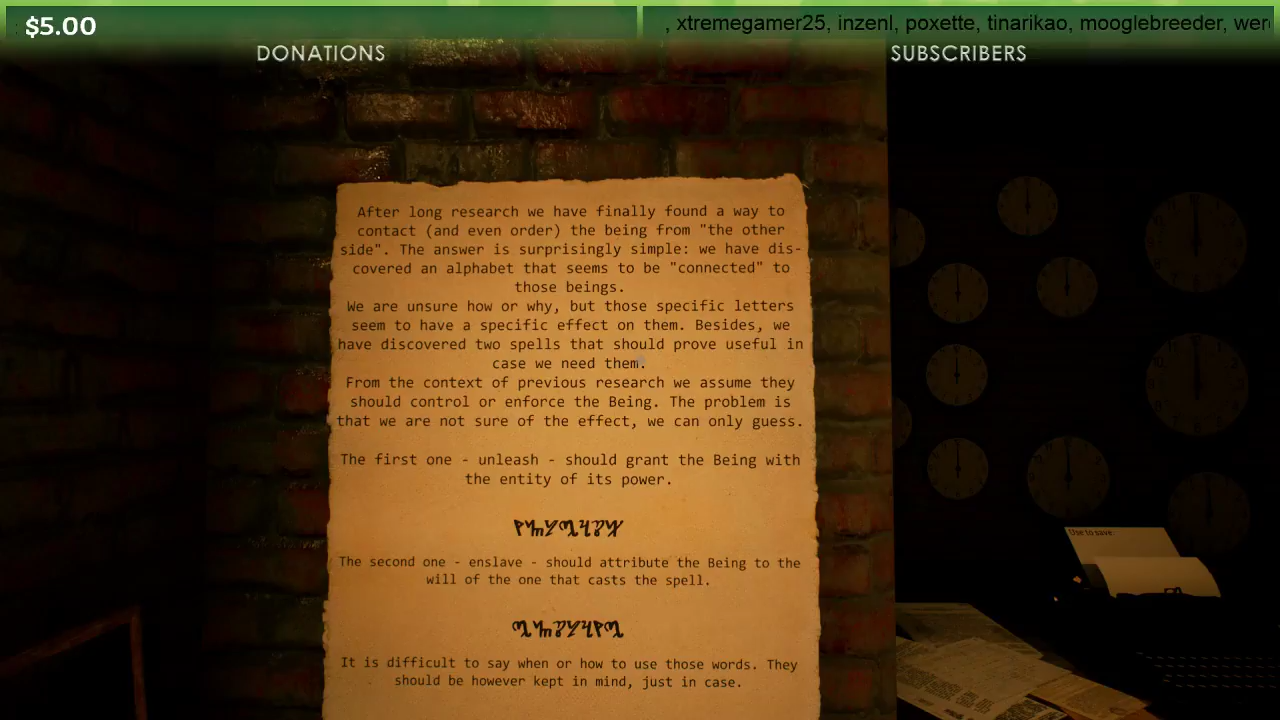 $5.00
, xtremegamer25, inzenl, poxette, tinarikao, mooglebreeder,
DONATIONS
SUBSCRIBERS
After long research we have finally found a way to
contact (and even order) the being from "the other
side". The answer is surprisingly simple: we have dis-
covered an alphabet that seems to be "connected" to
those beings.
We are unsure how or why, but those specific letters
seem to have a specific effect on them. Besides, we
have discovered two spells that should prove useful in
case we need them.
From the context of previous research we assume they
should control or enforce the Being. The problem is
that we are not sure of the effect, we can only guess.
The first one - unleash - should grant the Being with
the entity of its power.
The second one - enslave - should attribute the Being to the
will of the one that casts the spell.
It is difficult to say when or how to use those words. They
should be however kept in mind, just in case.
Use to save